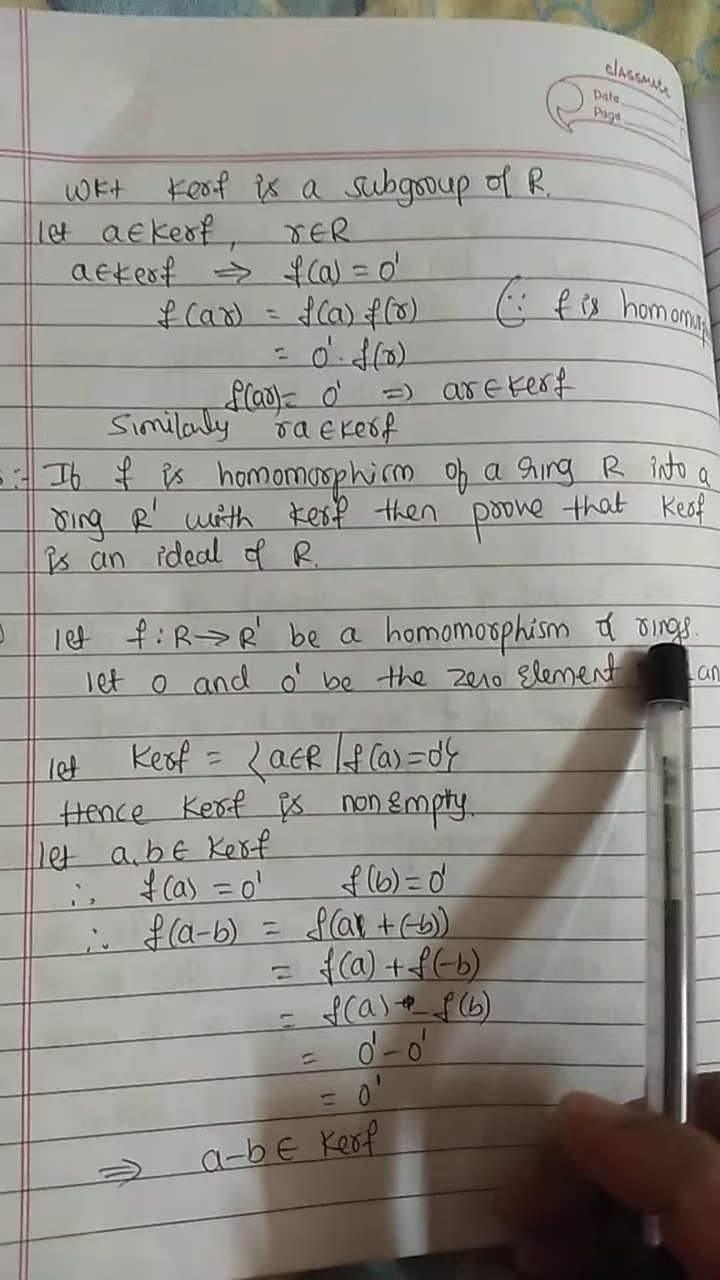 classmate
Date
Page
WKt Kerf is a subgroup of R.
let a∈Kerf, r∈R
a∈Kerf ⇒ f(a) = 0'
f(ar) = f(a) f(r) (∵ f is homomorp
= 0'. f(r)
f(ar)= 0' => ar∈Kerf
Similarly ra∈Kerf
:- If f is homomorphism of a ring R into a
ring R' with Kerf then prove that Kerf
is an ideal of R.
let f:R→R' be a homomorphism of rings.
let 0 and 0' be the zero element an
let Kerf = {a∈R / f(a)=0'}
Hence Kerf is nonempty.
let a,b∈ Kerf
∴ f(a) = 0' f(b)=0'
∴ f(a-b) = f(a + (-b))
= f(a) + f(-b)
= f(a) - f(b)
= 0'-0'
= 0'
⇒ a-b∈ Kerf